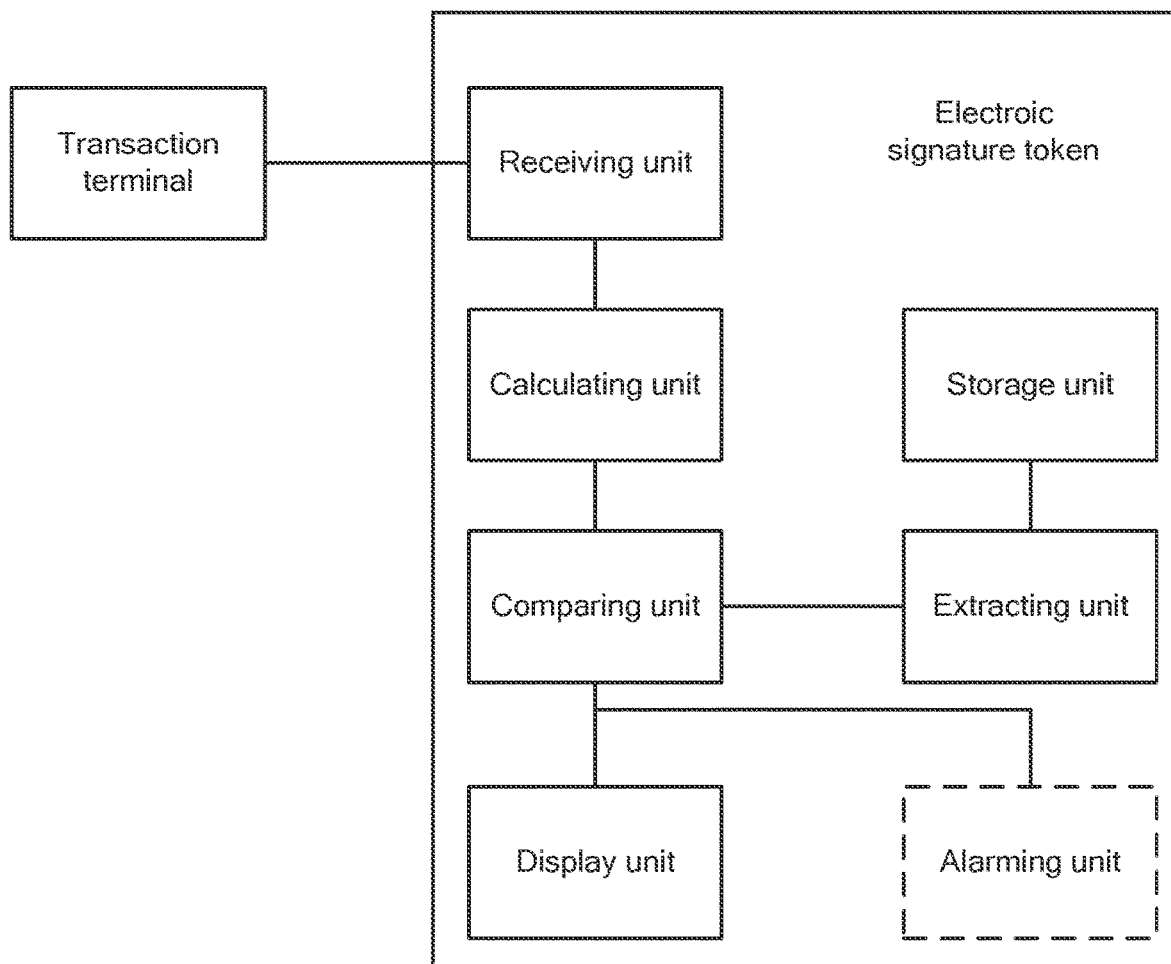 Transaction
terminal
Receiving unit
Electroic
signature token
Calculating unit
Storage unit
Comparing unit
Extracting unit
Display unit
Alarming unit